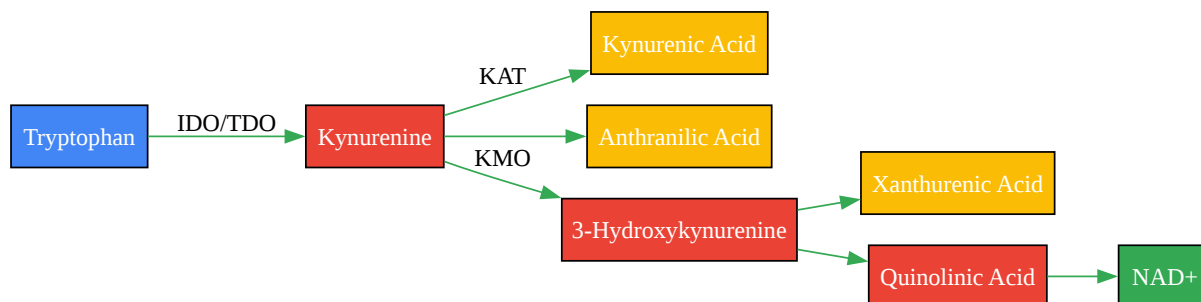 Kynurenic Acid
KAT
IDO/TDO
Tryptophan
Kynurenine
Anthranilic Acid
KMO
Xanthurenic Acid
3-Hydroxykynurenine
Quinolinic Acid
NAD+